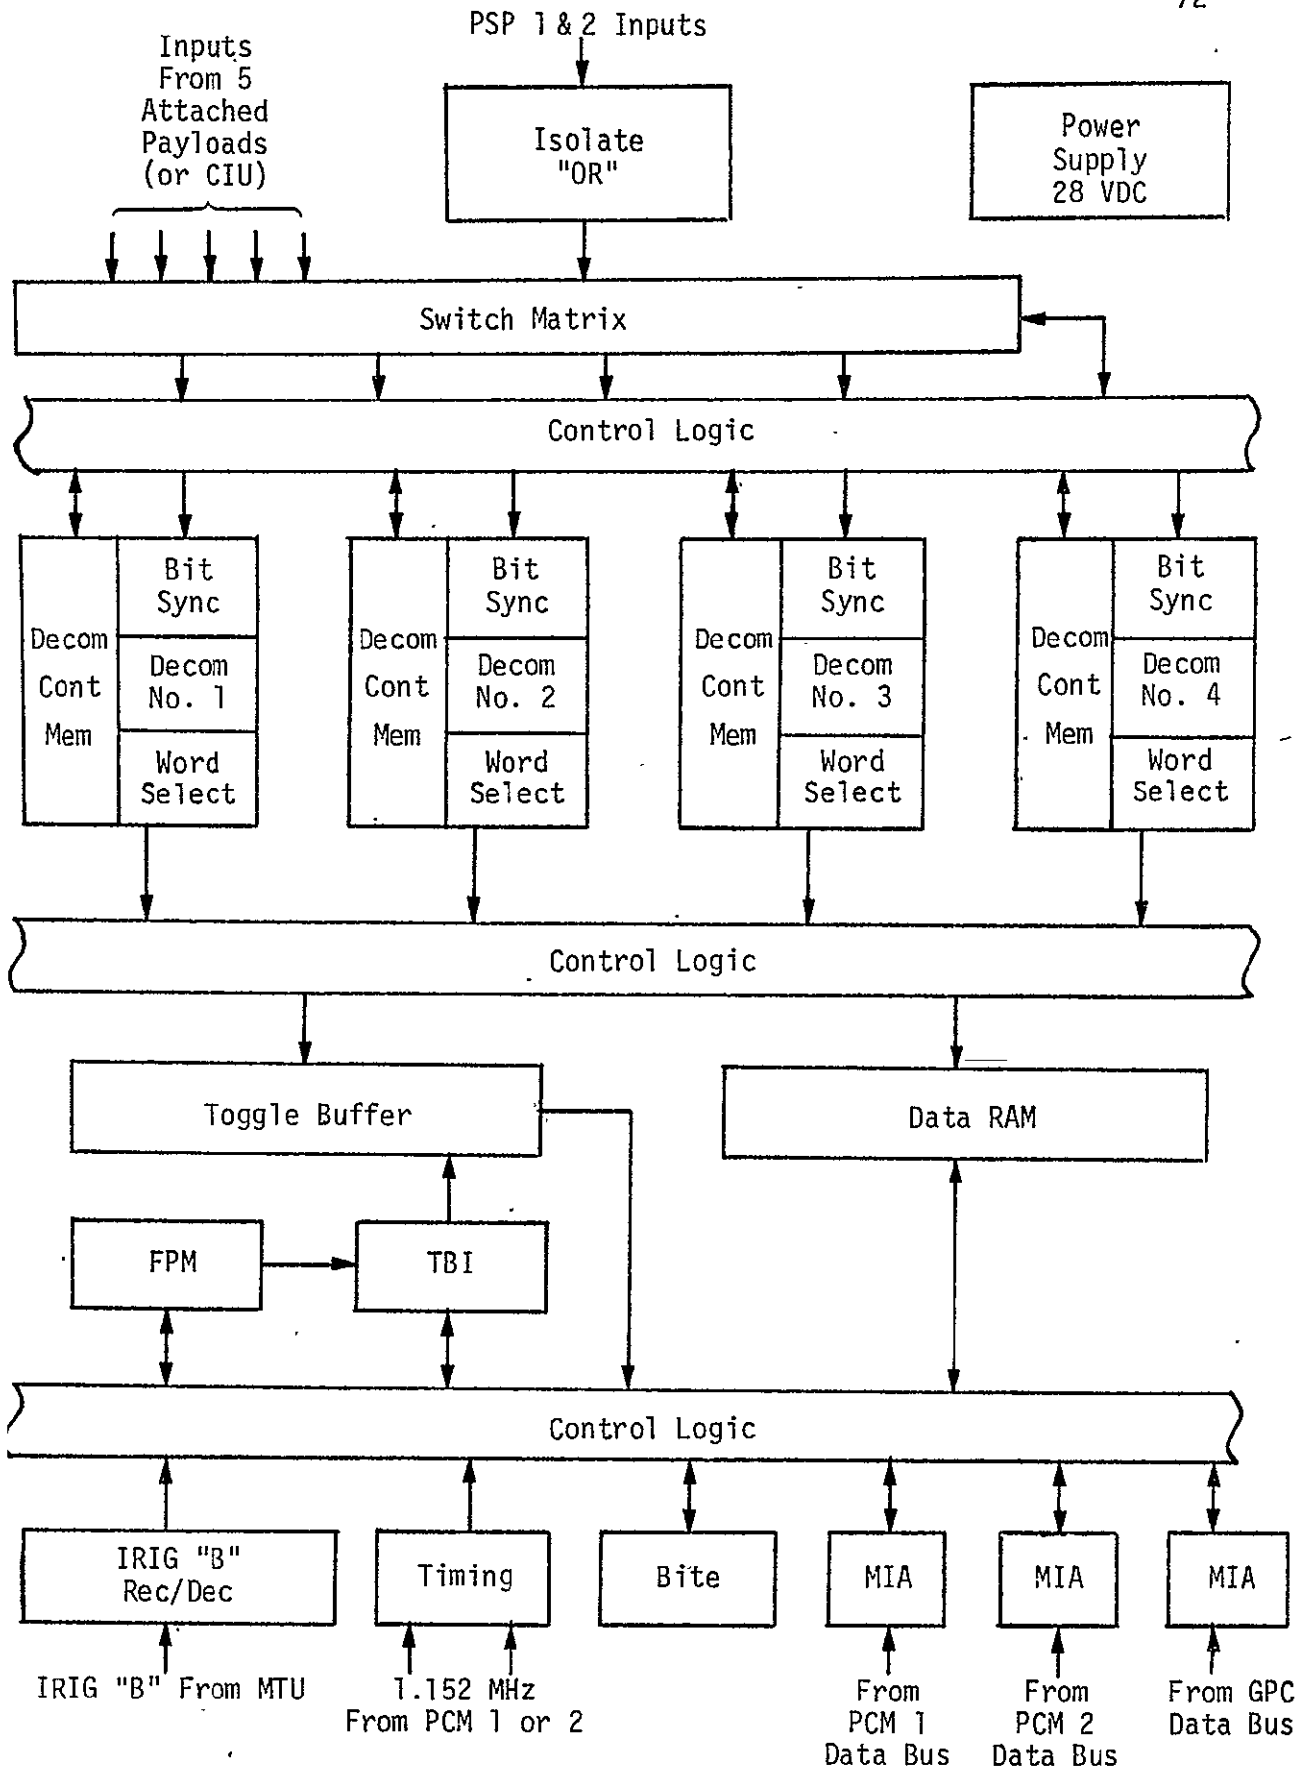 PSP 1 & 2 Inputs
Inputs
From 5
Attached
Payloads
(or CIU)
Isolate
"OR"
Power
Supply
28 VDC
Switch Matrix
Control Logic
Decom
Cont
Mem
Bit
Sync
Decom
No. 1
Word
Select
Decom
Cont
Mem
Bit
Sync
Decom
No. 2
Word
Select
Decom
Cont
Mem
Bit
Sync
Decom
No. 3
Word
Select
Decom
Cont
Mem
Bit
Sync
Decom
No. 4
Word
Select
Control Logic
Toggle Buffer
Data RAM
FPM
TBI
Control Logic
IRIG "B"
Rec/Dec
Timing
Bite
MIA
MIA
MIA
IRIG "B" From MTU
1.152 MHz
From PCM 1 or 2
From
PCM 1
Data Bus
From
PCM 2
Data Bus
From GPC
Data Bus